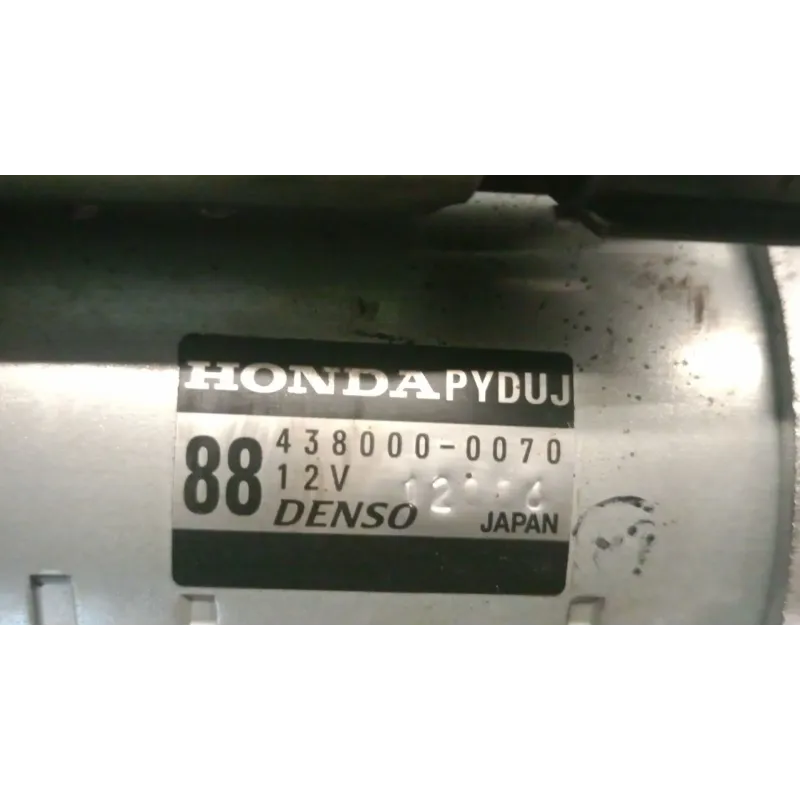 HONDA PYDUJ
88
438000-0070
12V
DENSO
JAPAN